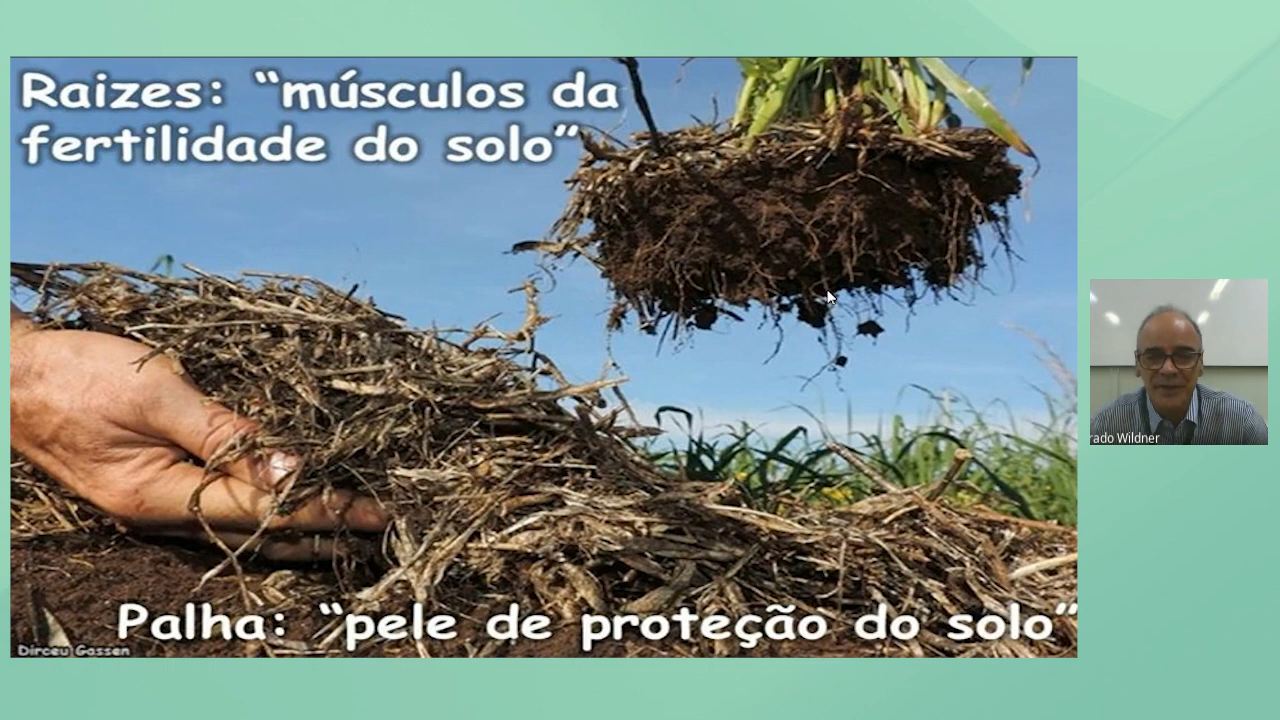 Raizes: “músculos da
fertilidade do solo”
rado Wildner
Palha: “pele de proteção do solo”
Dirceu Gassen